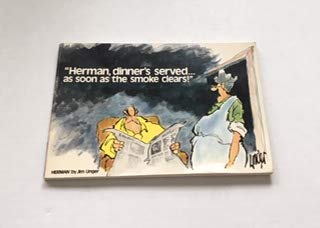 "Herman, dinner's served...
as soon as the smoke clears!"
HERMAN by Jim Unger